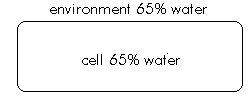 environment 65% water
cell 65% water